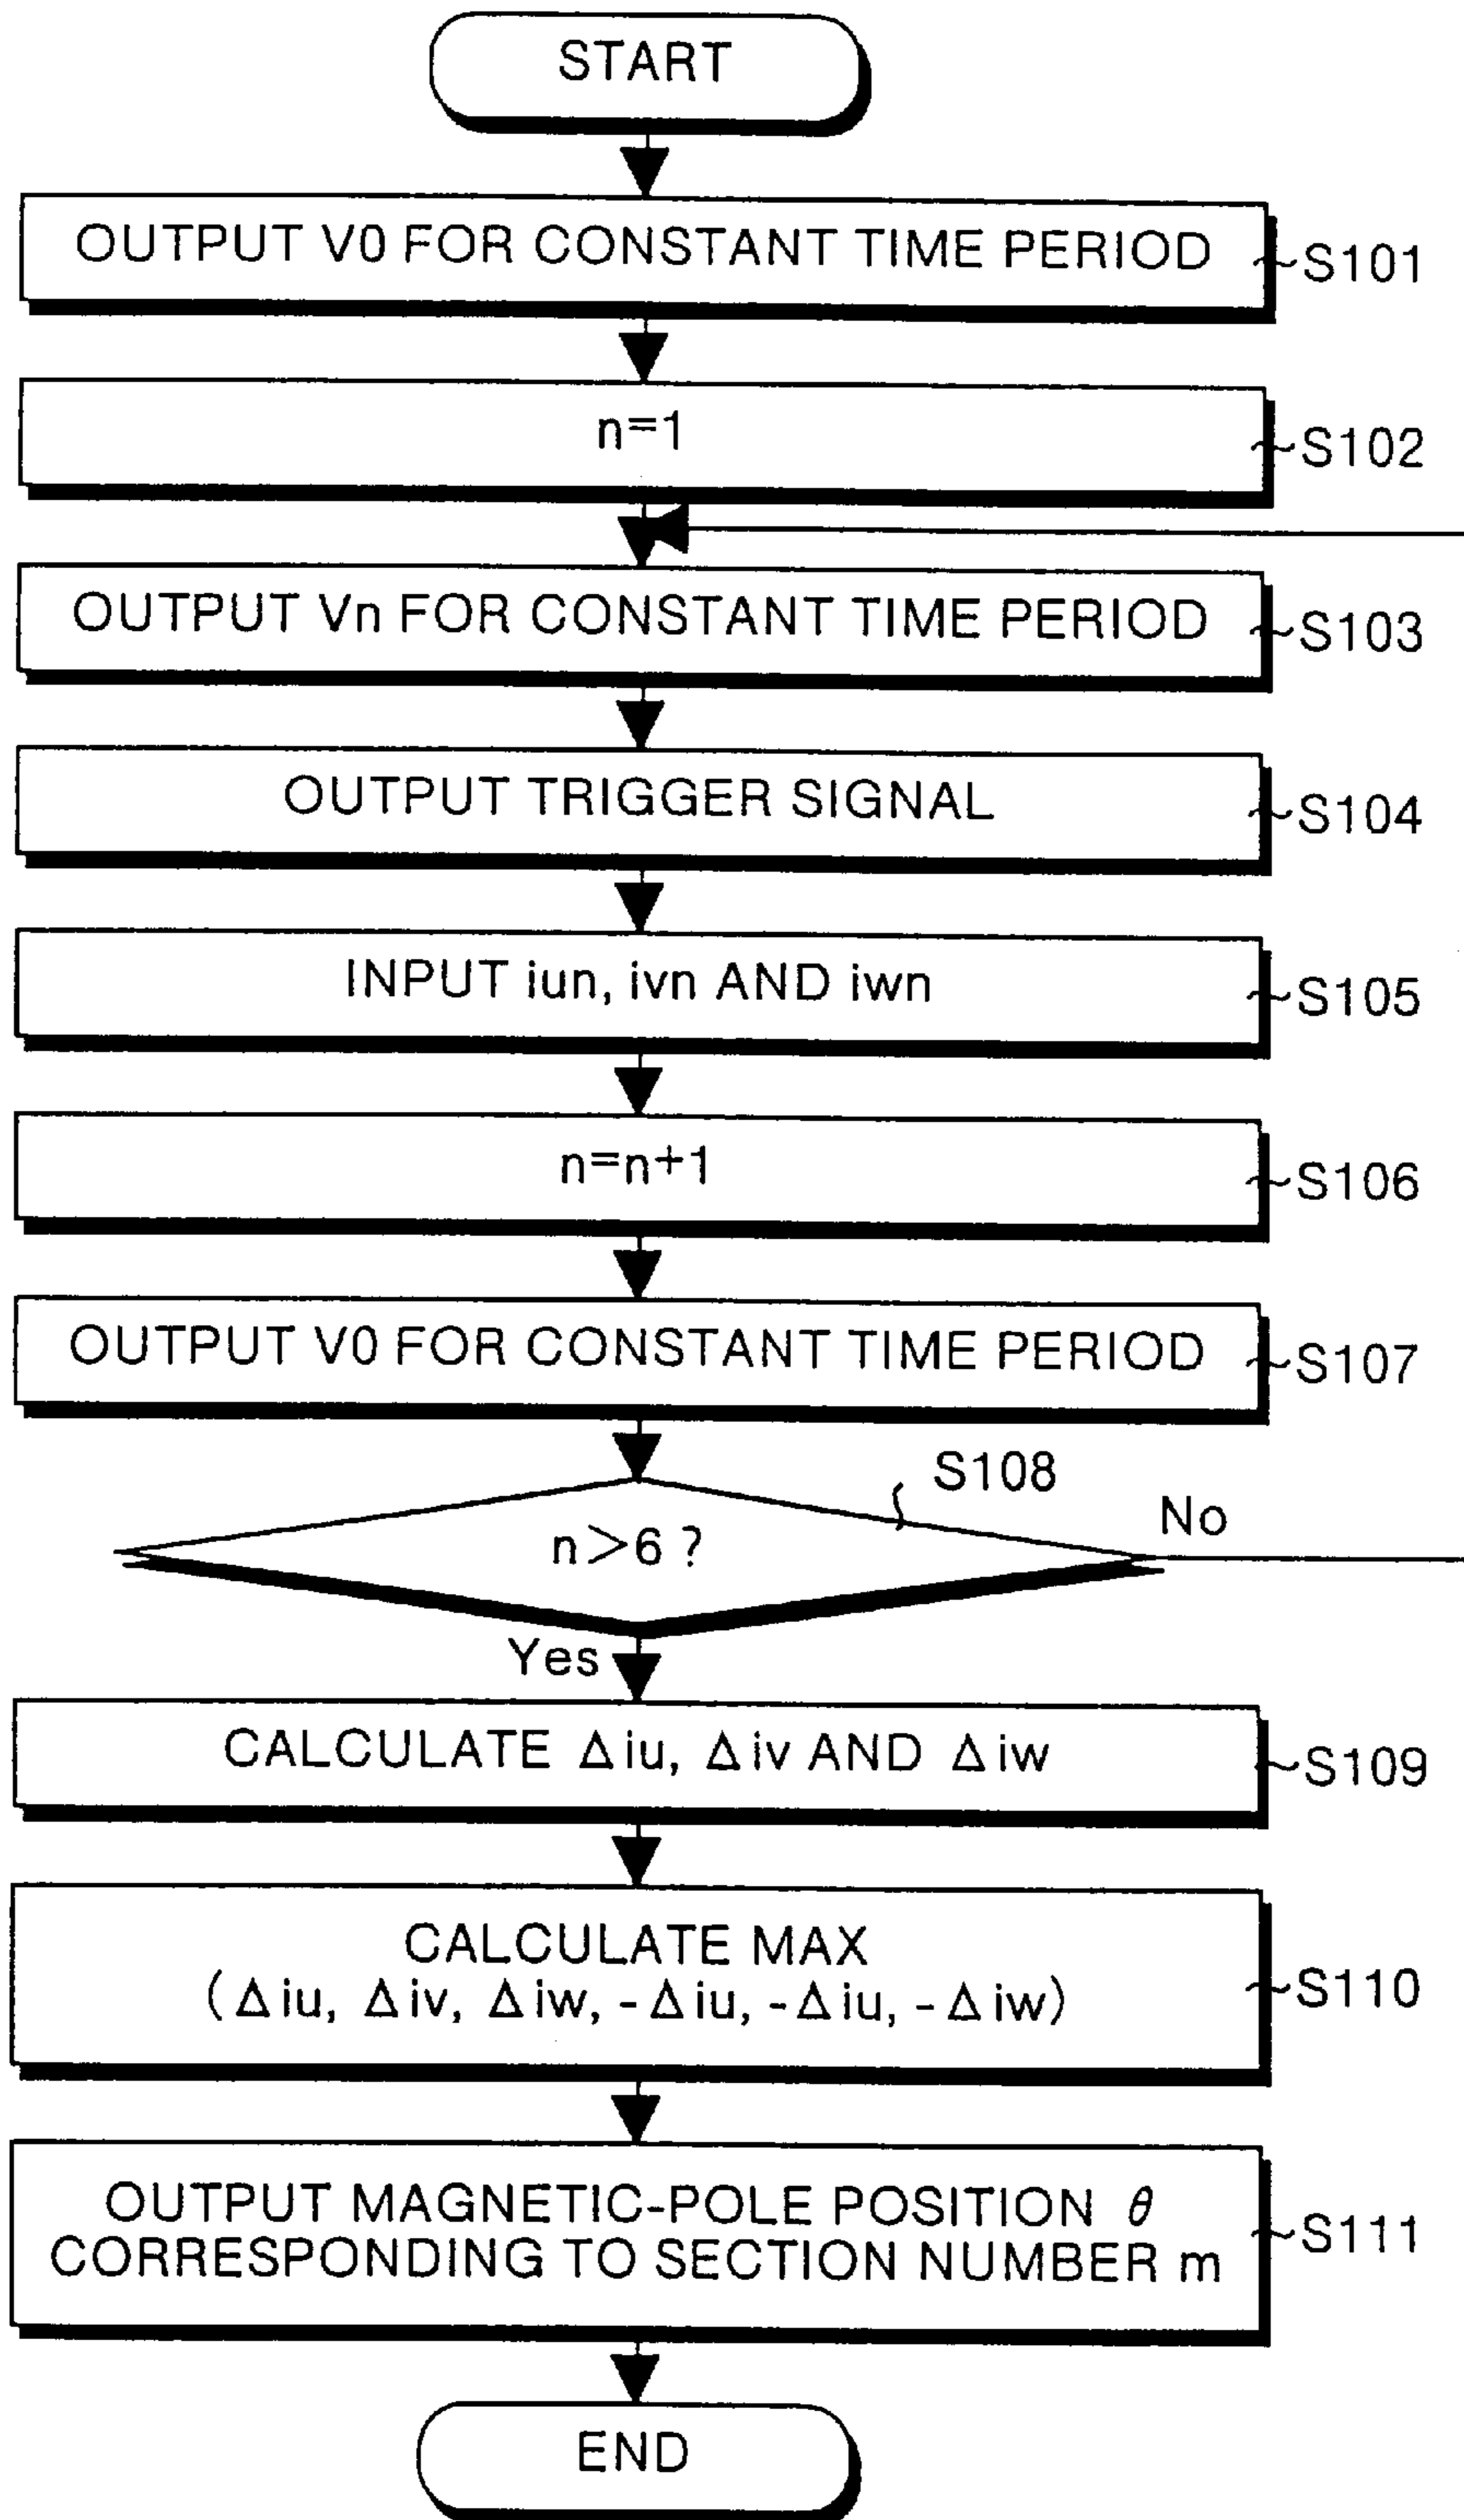 START
OUTPUT V0 FOR CONSTANT TIME PERIOD
S101
n=1
S102
OUTPUT Vn FOR CONSTANT TIME PERIOD
S103
OUTPUT TRIGGER SIGNAL
S104
INPUT iun, ivn AND iwn
S105
n=n+1
S106
OUTPUT V0 FOR CONSTANT TIME PERIOD
S107
S108
n>6 ?
No
Yes
CALCULATE Δiu, Δiv AND Δiw
S109
CALCULATE MAX
(Δiu, Δiv, Δiw, -Δiu, -Δiu, -Δiw)
S110
OUTPUT MAGNETIC-POLE POSITION θ
CORRESPONDING TO SECTION NUMBER m
S111
END